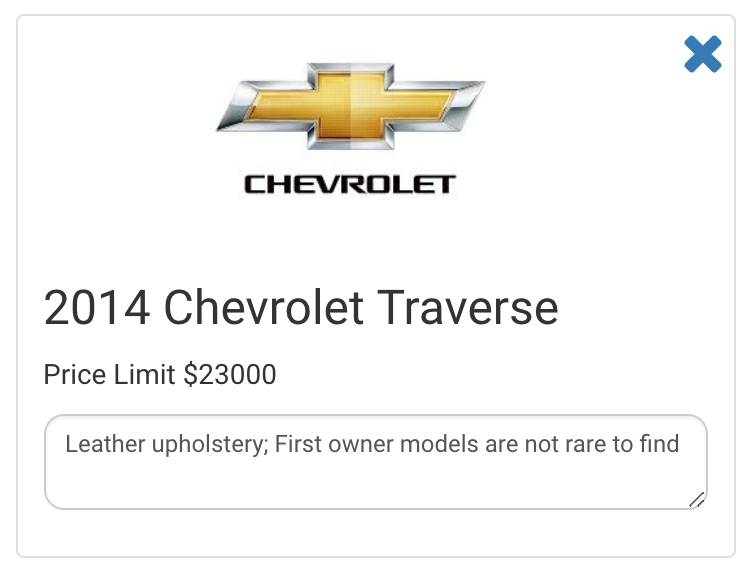 CHEVROLET
2014 Chevrolet Traverse
Price Limit $23000
Leather upholstery; First owner models are not rare to find